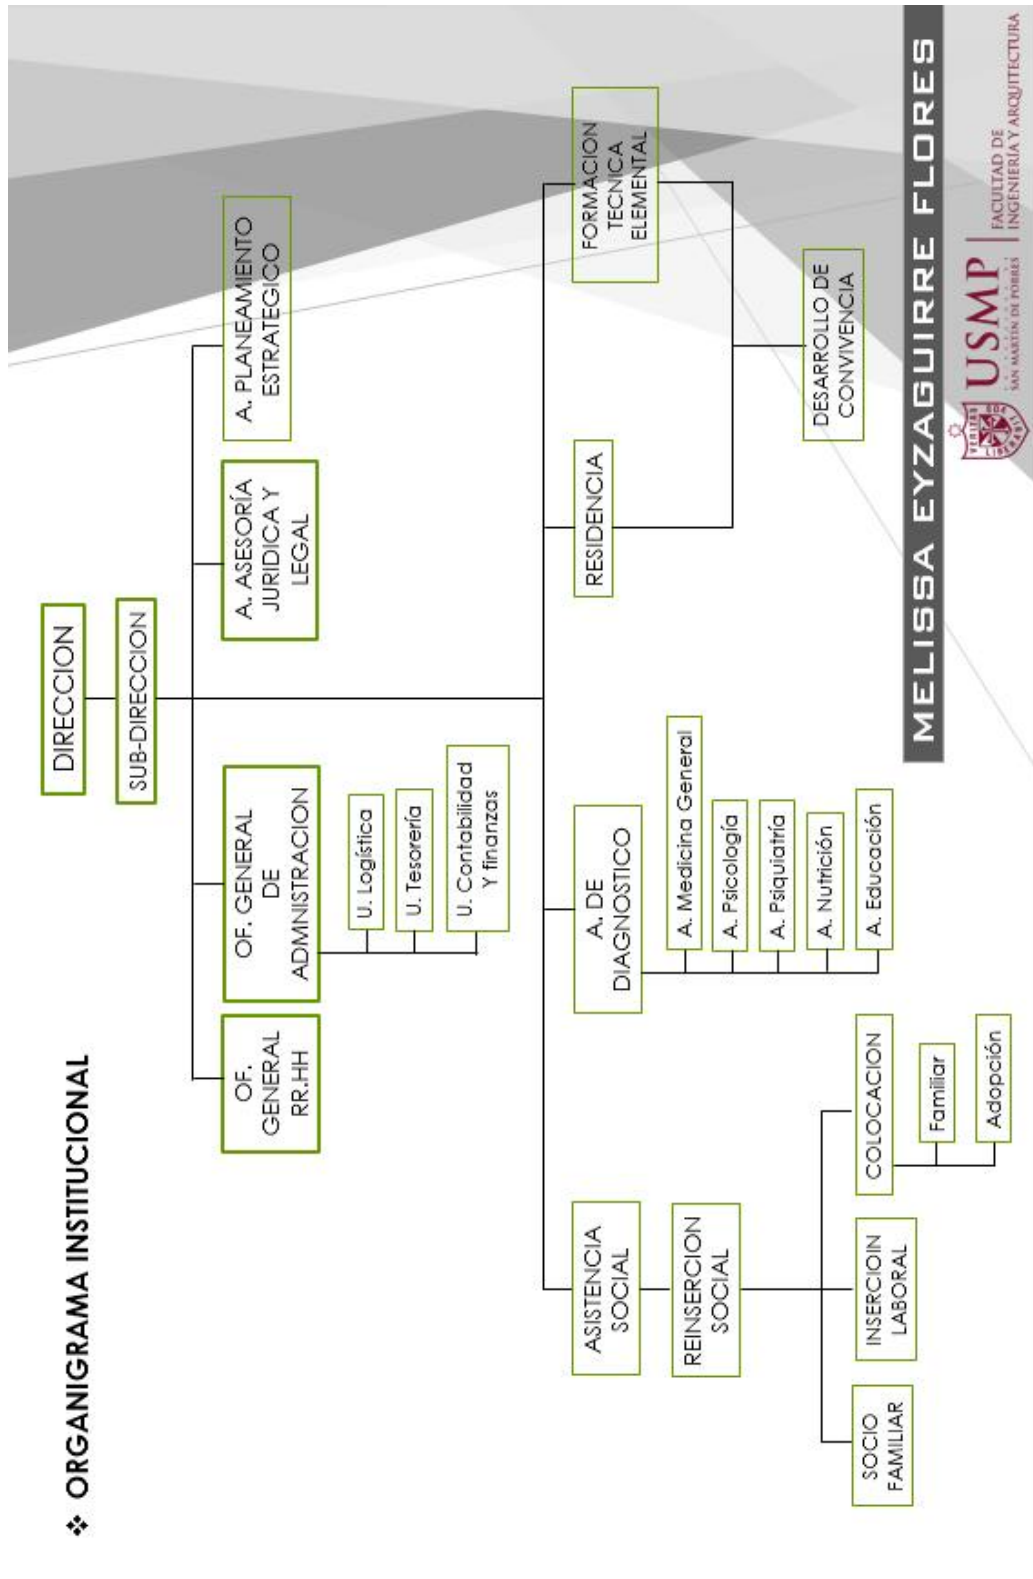 ❖ ORGANIGRAMA INSTITUCIONAL
DIRECCION
SUB-DIRECCION
OF.
GENERAL
RR.HH
OF. GENERAL
DE
ADMNISTRACION
A. ASESORÍA
JURIDICA Y
LEGAL
A. PLANEAMIENTO
ESTRATEGICO
U. Logística
U. Tesorería
U. Contabilidad
Y finanzas
ASISTENCIA
SOCIAL
REINSERCION
SOCIAL
SOCIO
FAMILIAR
INSERCIOIN
LABORAL
COLOCACION
Familiar
Adopción
A. DE
DIAGNOSTICO
A. Medicina General
A. Psicología
A. Psiquiatría
A. Nutrición
A. Educación
RESIDENCIA
FORMACION
TECNICA
ELEMENTAL
DESARROLLO DE
CONVIVENCIA
MELISSA EYZAGUIRRE FLORES
USMP
SAN MARTIN DE PORRES
FACULTAD DE
INGENIERÍA Y ARQUITECTURA